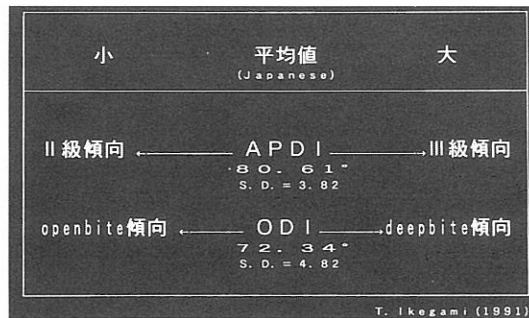 小 平均値 大
(Japanese)
II級傾向 ← APDI → III級傾向
80.61°
S.D.=3.82
openbite傾向 ← ODI → deepbite傾向
72.34°
S.D.=4.82
T. Ikegami (1991)